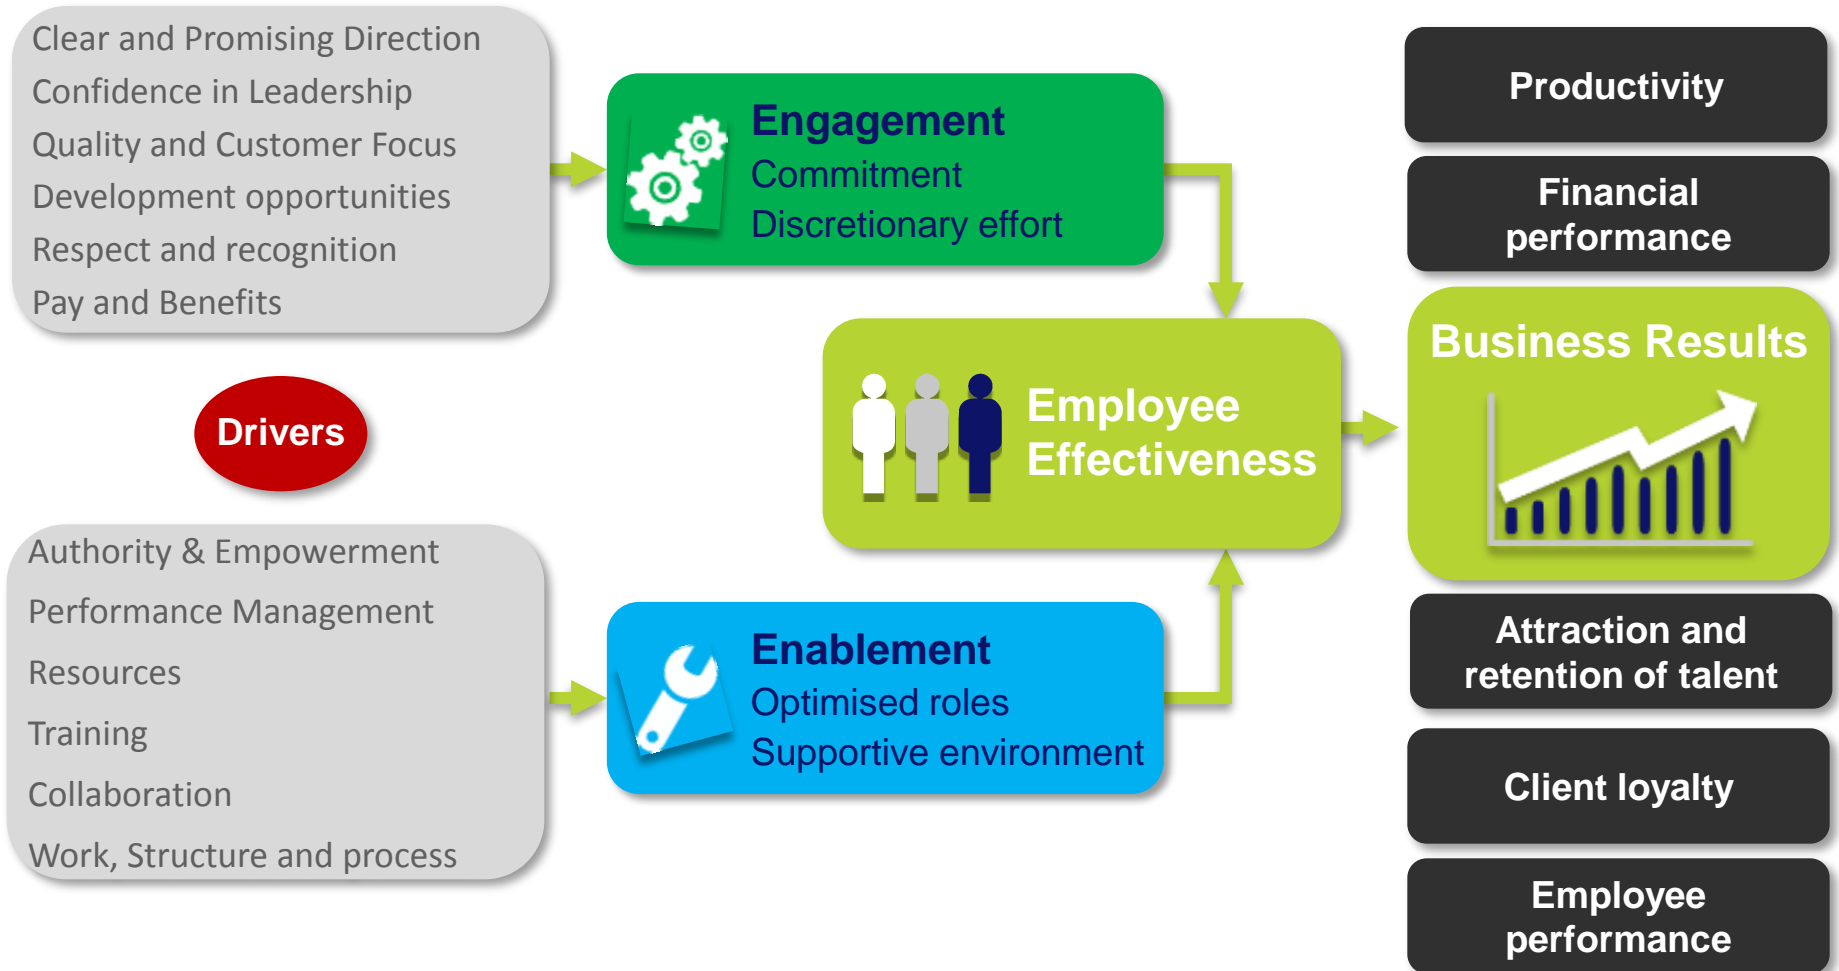 Clear and Promising Direction
Confidence in Leadership
Quality and Customer Focus
Development opportunities
Respect and recognition
Pay and Benefits
Drivers
Authority & Empowerment
Performance Management
Resources
Training
Collaboration
Work, Structure and process
Engagement
Commitment
Discretionary effort
Enablement
Optimised roles
Supportive environment
Employee
Effectiveness
Productivity
Financial
performance
Business Results
Attraction and
retention of talent
Client loyalty
Employee
performance